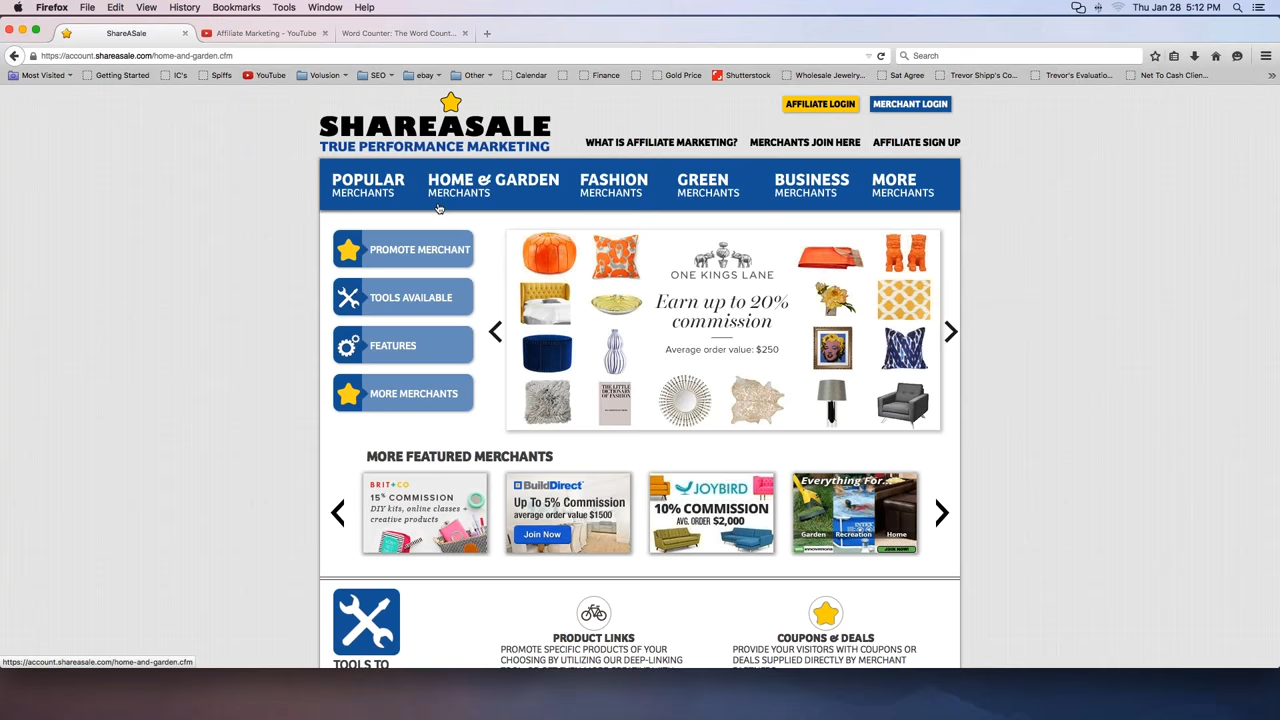 Firefox File Edit View History Bookmarks Tools Window Help Thu Jan 28 5:12 PM
ShareASale Affiliate Marketing - YouTube Word Counter: The Word Count...
https://account.shareasale.com/home-and-garden.cfm Search
Most Visited Getting Started IC's Spiffs YouTube Volusion SEO ebay Other Calendar Finance Gold Price Shutterstock Wholesale Jewelry... Sat Agree Trevor Shipp's Co... Trevor's Evaluatio... Net To Cash Clien...
AFFILIATE LOGIN MERCHANT LOGIN
SHAREASALE
TRUE PERFORMANCE MARKETING
WHAT IS AFFILIATE MARKETING? MERCHANTS JOIN HERE AFFILIATE SIGN UP
POPULAR HOME & GARDEN FASHION GREEN BUSINESS MORE
MERCHANTS MERCHANTS MERCHANTS MERCHANTS MERCHANTS MERCHANTS
PROMOTE MERCHANT
TOOLS AVAILABLE
FEATURES
MORE MERCHANTS
ONE KINGS LANE
Earn up to 20%
commission
Average order value: $250
THE LITTLE
DICTIONARY
OF FASHION
MORE FEATURED MERCHANTS
BRIT+CO
15% COMMISSION
DIY kits, online classes +
creative products
BuildDirect
Up To 5% Commission
average order value $1500
Join Now
JOYBIRD
10% COMMISSION
AVG. ORDER $2,000
Everything For...
Garden Recreation Home
JOIN NOW!
TOOLS TO
PRODUCT LINKS
PROMOTE SPECIFIC PRODUCTS OF YOUR
CHOOSING BY UTILIZING OUR DEEP-LINKING
COUPONS & DEALS
PROVIDE YOUR VISITORS WITH COUPONS OR
DEALS SUPPLIED DIRECTLY BY MERCHANT
https://account.shareasale.com/home-and-garden.cfm